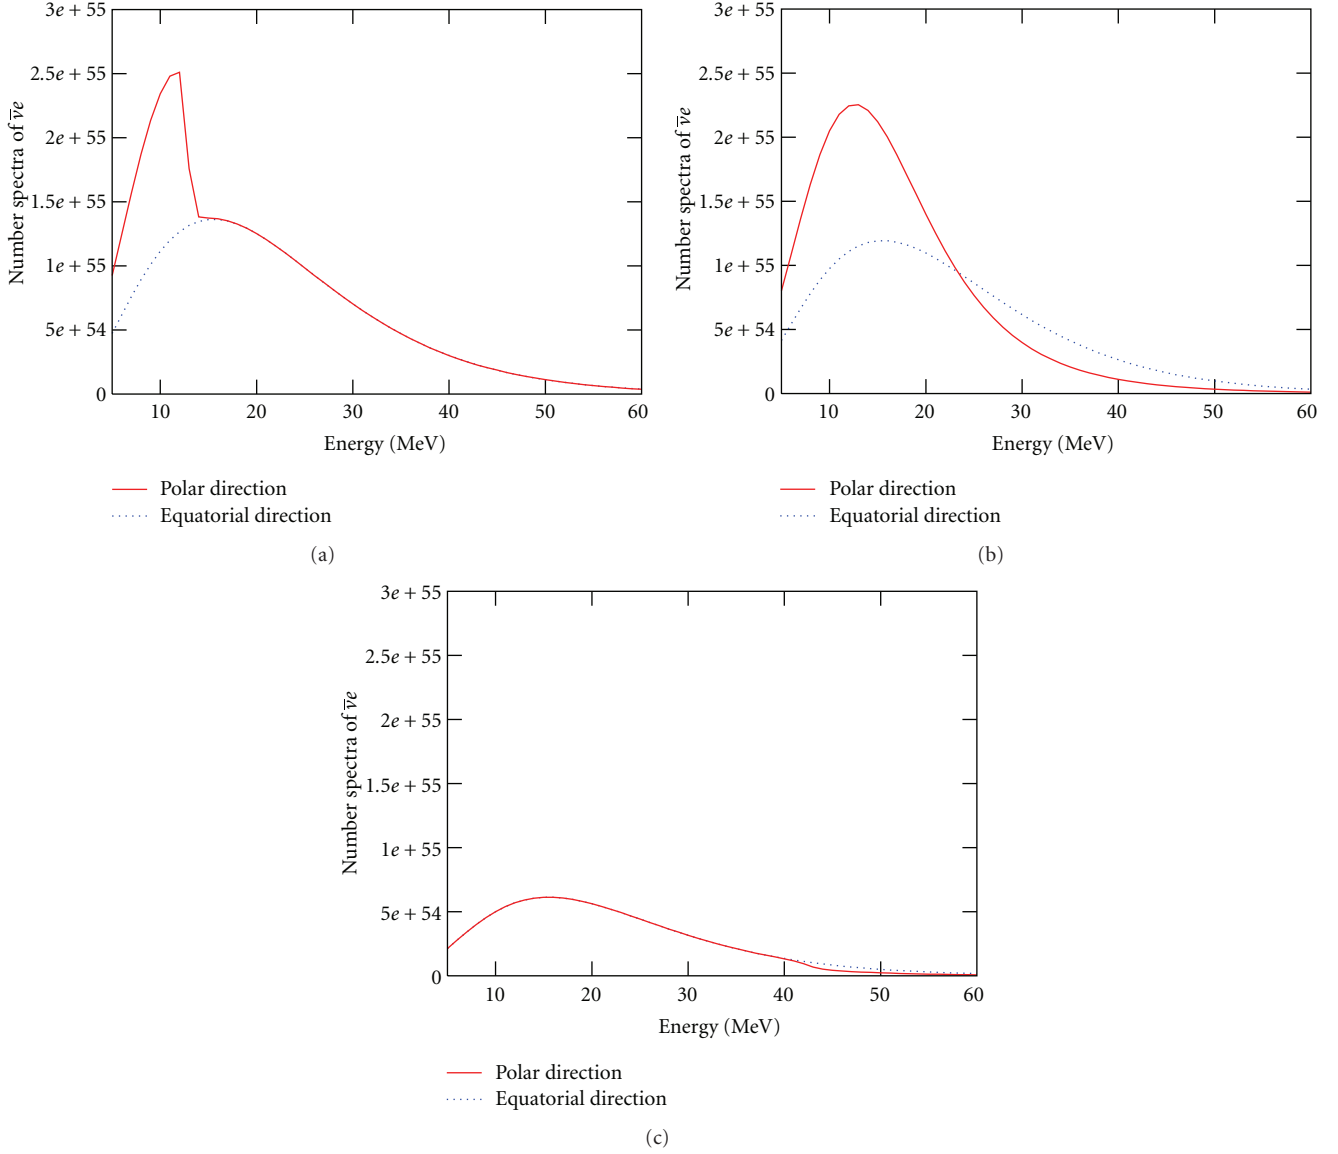 3e + 55
2.5e + 55
2e + 55
1.5e + 55
1e + 55
5e + 54
0
10 20 30 40 50 60
Number spectra of ν̅e
Energy (MeV)
Polar direction
Equatorial direction
(a)
3e + 55
2.5e + 55
2e + 55
1.5e + 55
1e + 55
5e + 54
0
10 20 30 40 50 60
Number spectra of ν̅e
Energy (MeV)
Polar direction
Equatorial direction
(b)
3e + 55
2.5e + 55
2e + 55
1.5e + 55
1e + 55
5e + 54
0
10 20 30 40 50 60
Number spectra of ν̅e
Energy (MeV)
Polar direction
Equatorial direction
(c)